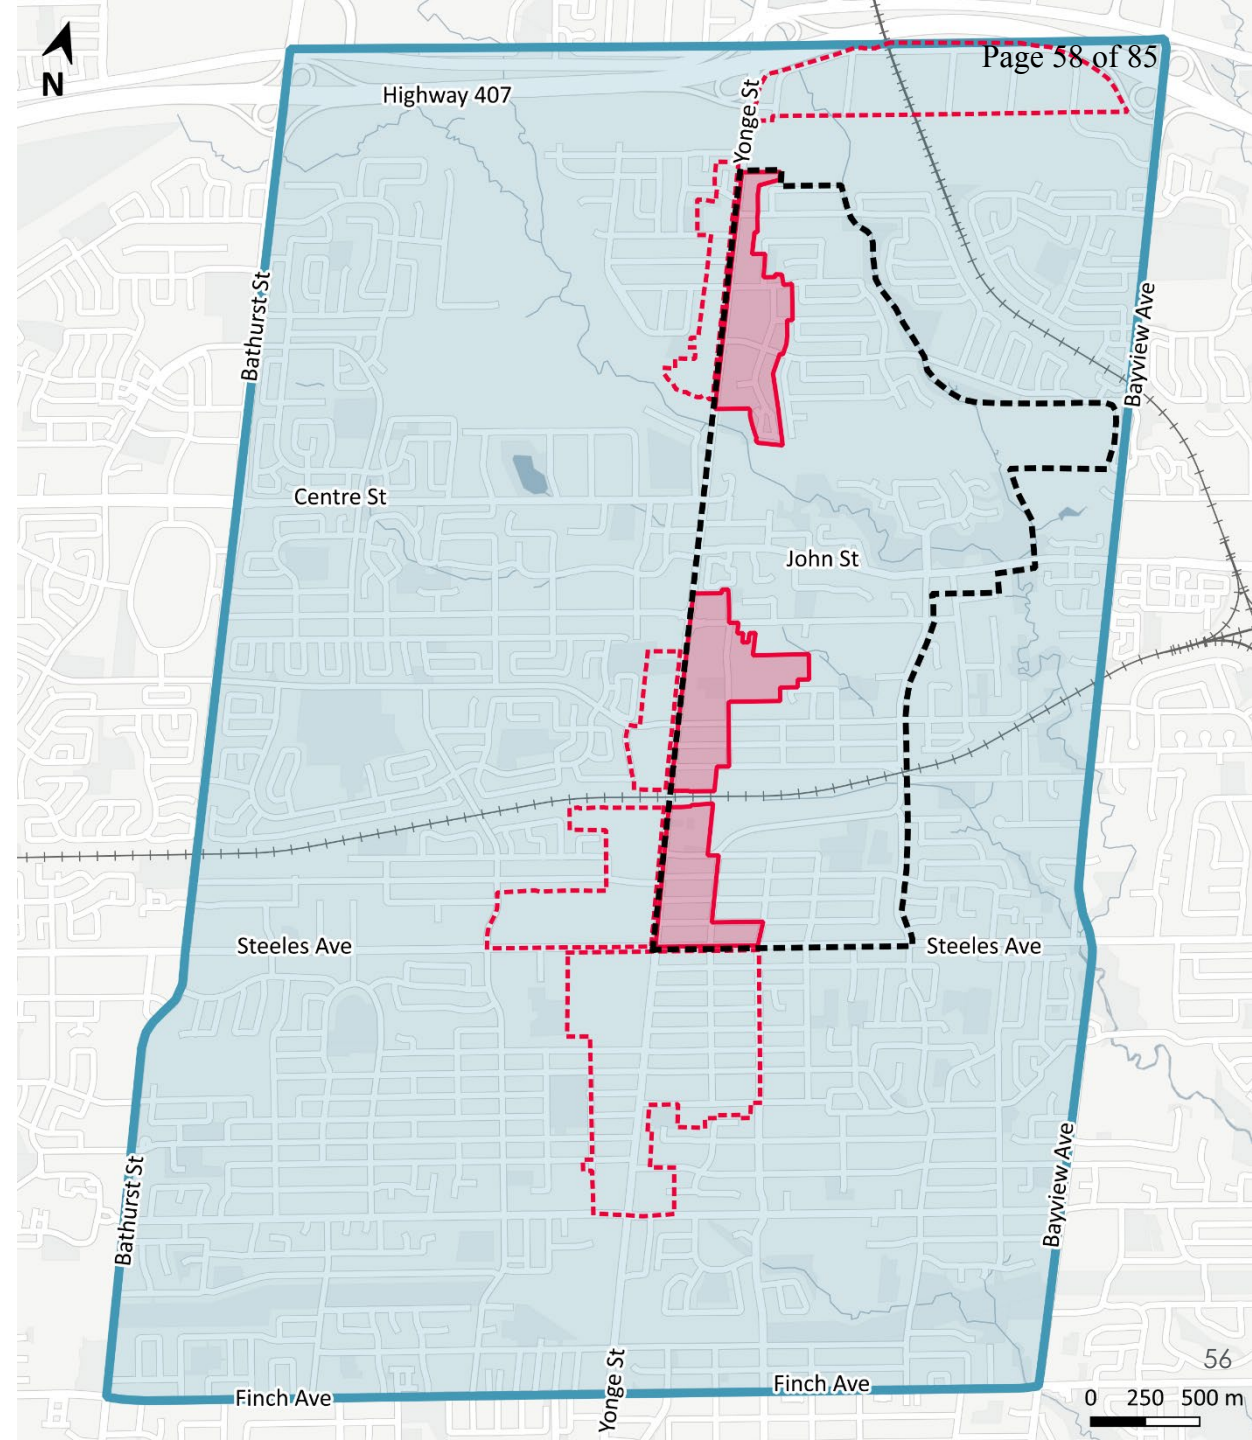 Page 58 of 85
N
Highway 407
Yonge St
Bathurst St
Bayview Ave
Centre St
John St
Steeles Ave
Steeles Ave
Bathurst St
Bayview Ave
Yonge St
56
Finch Ave
Finch Ave
0 250 500 m